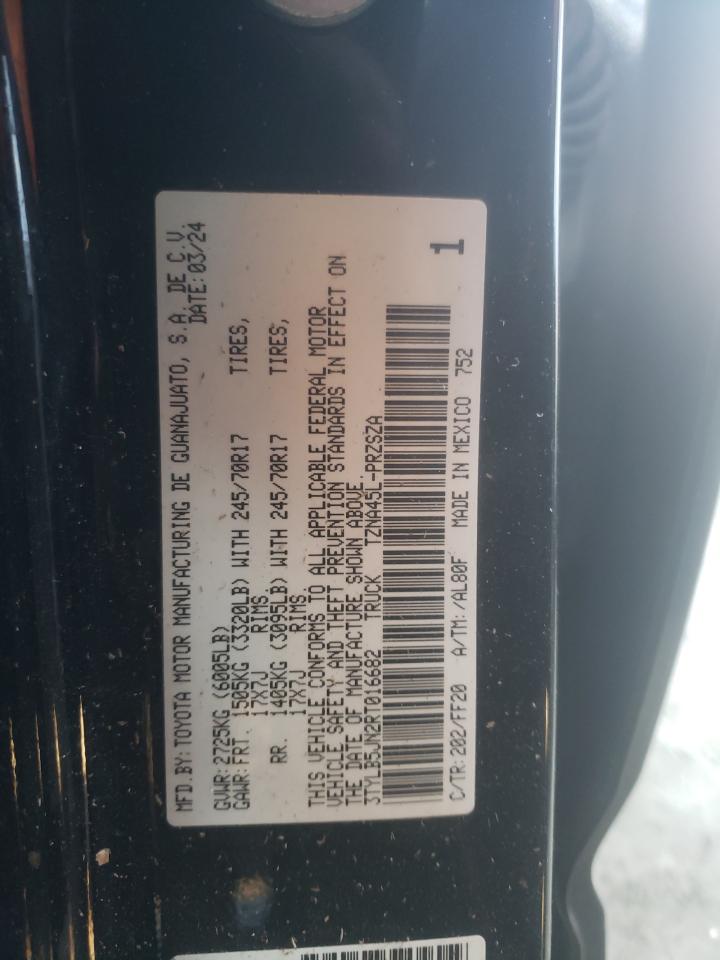 MFD.BY:TOYOTA MOTOR MANUFACTURING DE GUANAJUATO, S.A. DE C.V.
DATE:03/24
GVWR:2725KG (6005LB)
GAWR:FRT. 1505KG (3320LB) WITH 245/70R17 TIRES,
17X7J RIMS.
RR. 1405KG (3095LB) WITH 245/70R17 TIRES,
17X7J RIMS.
THIS VEHICLE CONFORMS TO ALL APPLICABLE FEDERAL MOTOR
VEHICLE SAFETY AND THEFT PREVENTION STANDARDS IN EFFECT ON
THE DATE OF MANUFACTURE SHOWN ABOVE.
3TYLB5JN2RT016682 TRUCK TZNA45L-PRZSZA
1
C/TR:202/FF20 A/TM:/AL80F MADE IN MEXICO 752